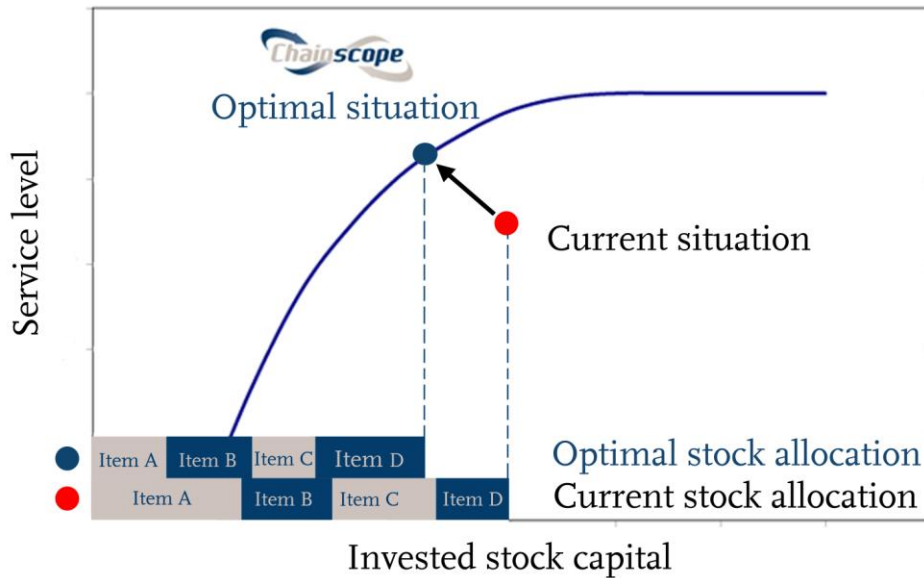 Chainscope
Optimal situation
Service level
Current situation
Item A Item B Item C Item D
Optimal stock allocation
Item A Item B Item C Item D
Current stock allocation
Invested stock capital